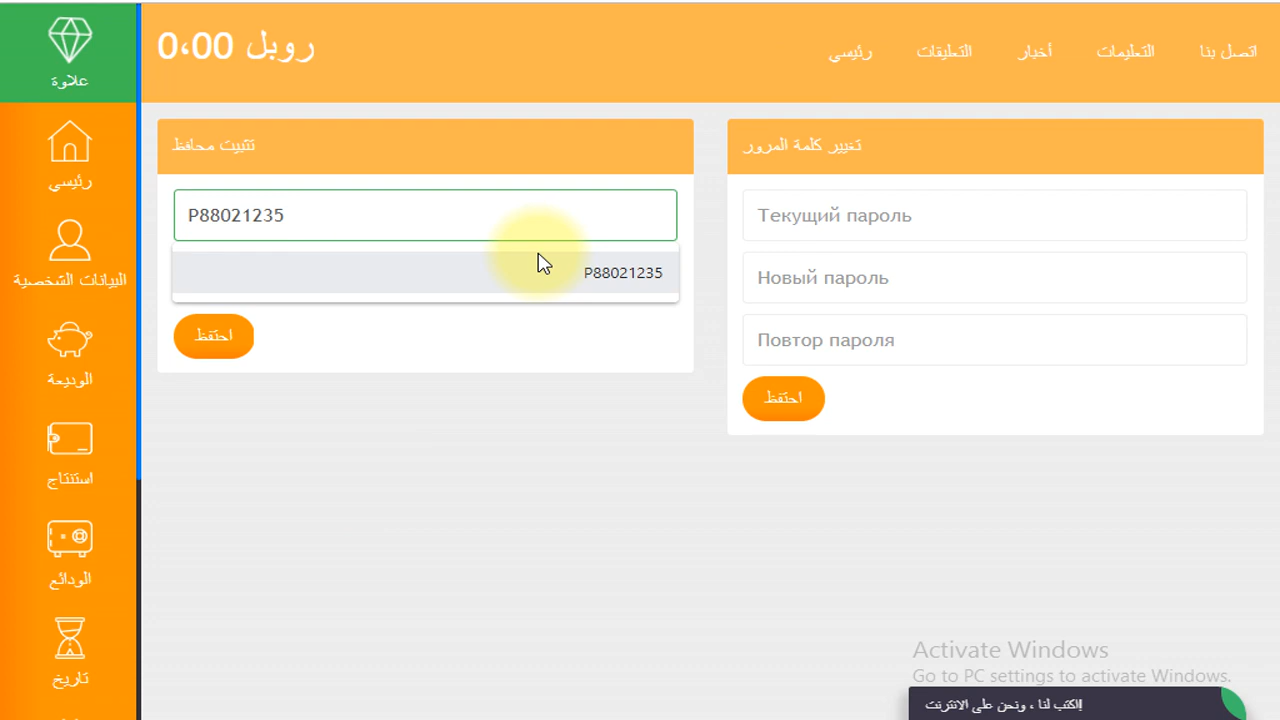 علاوة
رئيسي
البيانات الشخصية
الوديعة
استنتاج
الودائع
تاريخ
روبل 0،00
رئيسي
التعليقات
أخبار
التعليمات
اتصل بنا
تثبيت محافظ
P88021235
P88021235
احتفظ
تغيير كلمة المرور
Текущий пароль
Новый пароль
Повтор пароля
احتفظ
Activate Windows
Go to PC settings to activate Windows.
اكتب لنا ، ونحن على الانترنت!